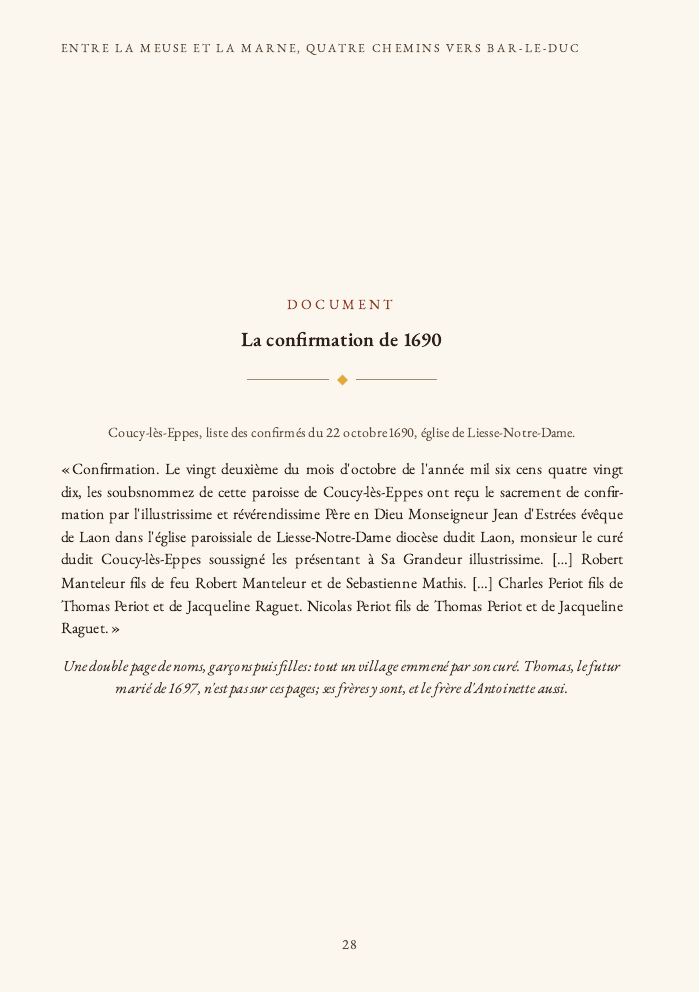 ENTRE LA MEUSE ET LA MARNE, QUATRE CHEMINS VERS BAR-LE-DUC
DOCUMENT
La confirmation de 1690
Coucy-lès-Eppes, liste des confirmés du 22 octobre 1690, église de Liesse-Notre-Dame.
« Confirmation. Le vingt deuxième du mois d'octobre de l'année mil six cens quatre vingt
dix, les soubsnommez de cette paroisse de Coucy-lès-Eppes ont reçu le sacrement de confir-
mation par l'illustrissime et révérendissime Père en Dieu Monseigneur Jean d'Estrées évêque
de Laon dans l'église paroissiale de Liesse-Notre-Dame diocèse dudit Laon, monsieur le curé
dudit Coucy-lès-Eppes soussigné les présentant à Sa Grandeur illustrissime. [...] Robert
Manteleur fils de feu Robert Manteleur et de Sebastienne Mathis. [...] Charles Periot fils de
Thomas Periot et de Jacqueline Raguet. Nicolas Periot fils de Thomas Periot et de Jacqueline
Raguet. »
Une double page de noms, garçons puis filles : tout un village emmené par son curé. Thomas, le futur
marié de 1697, n'est pas sur ces pages ; ses frères y sont, et le frère d'Antoinette aussi.
28